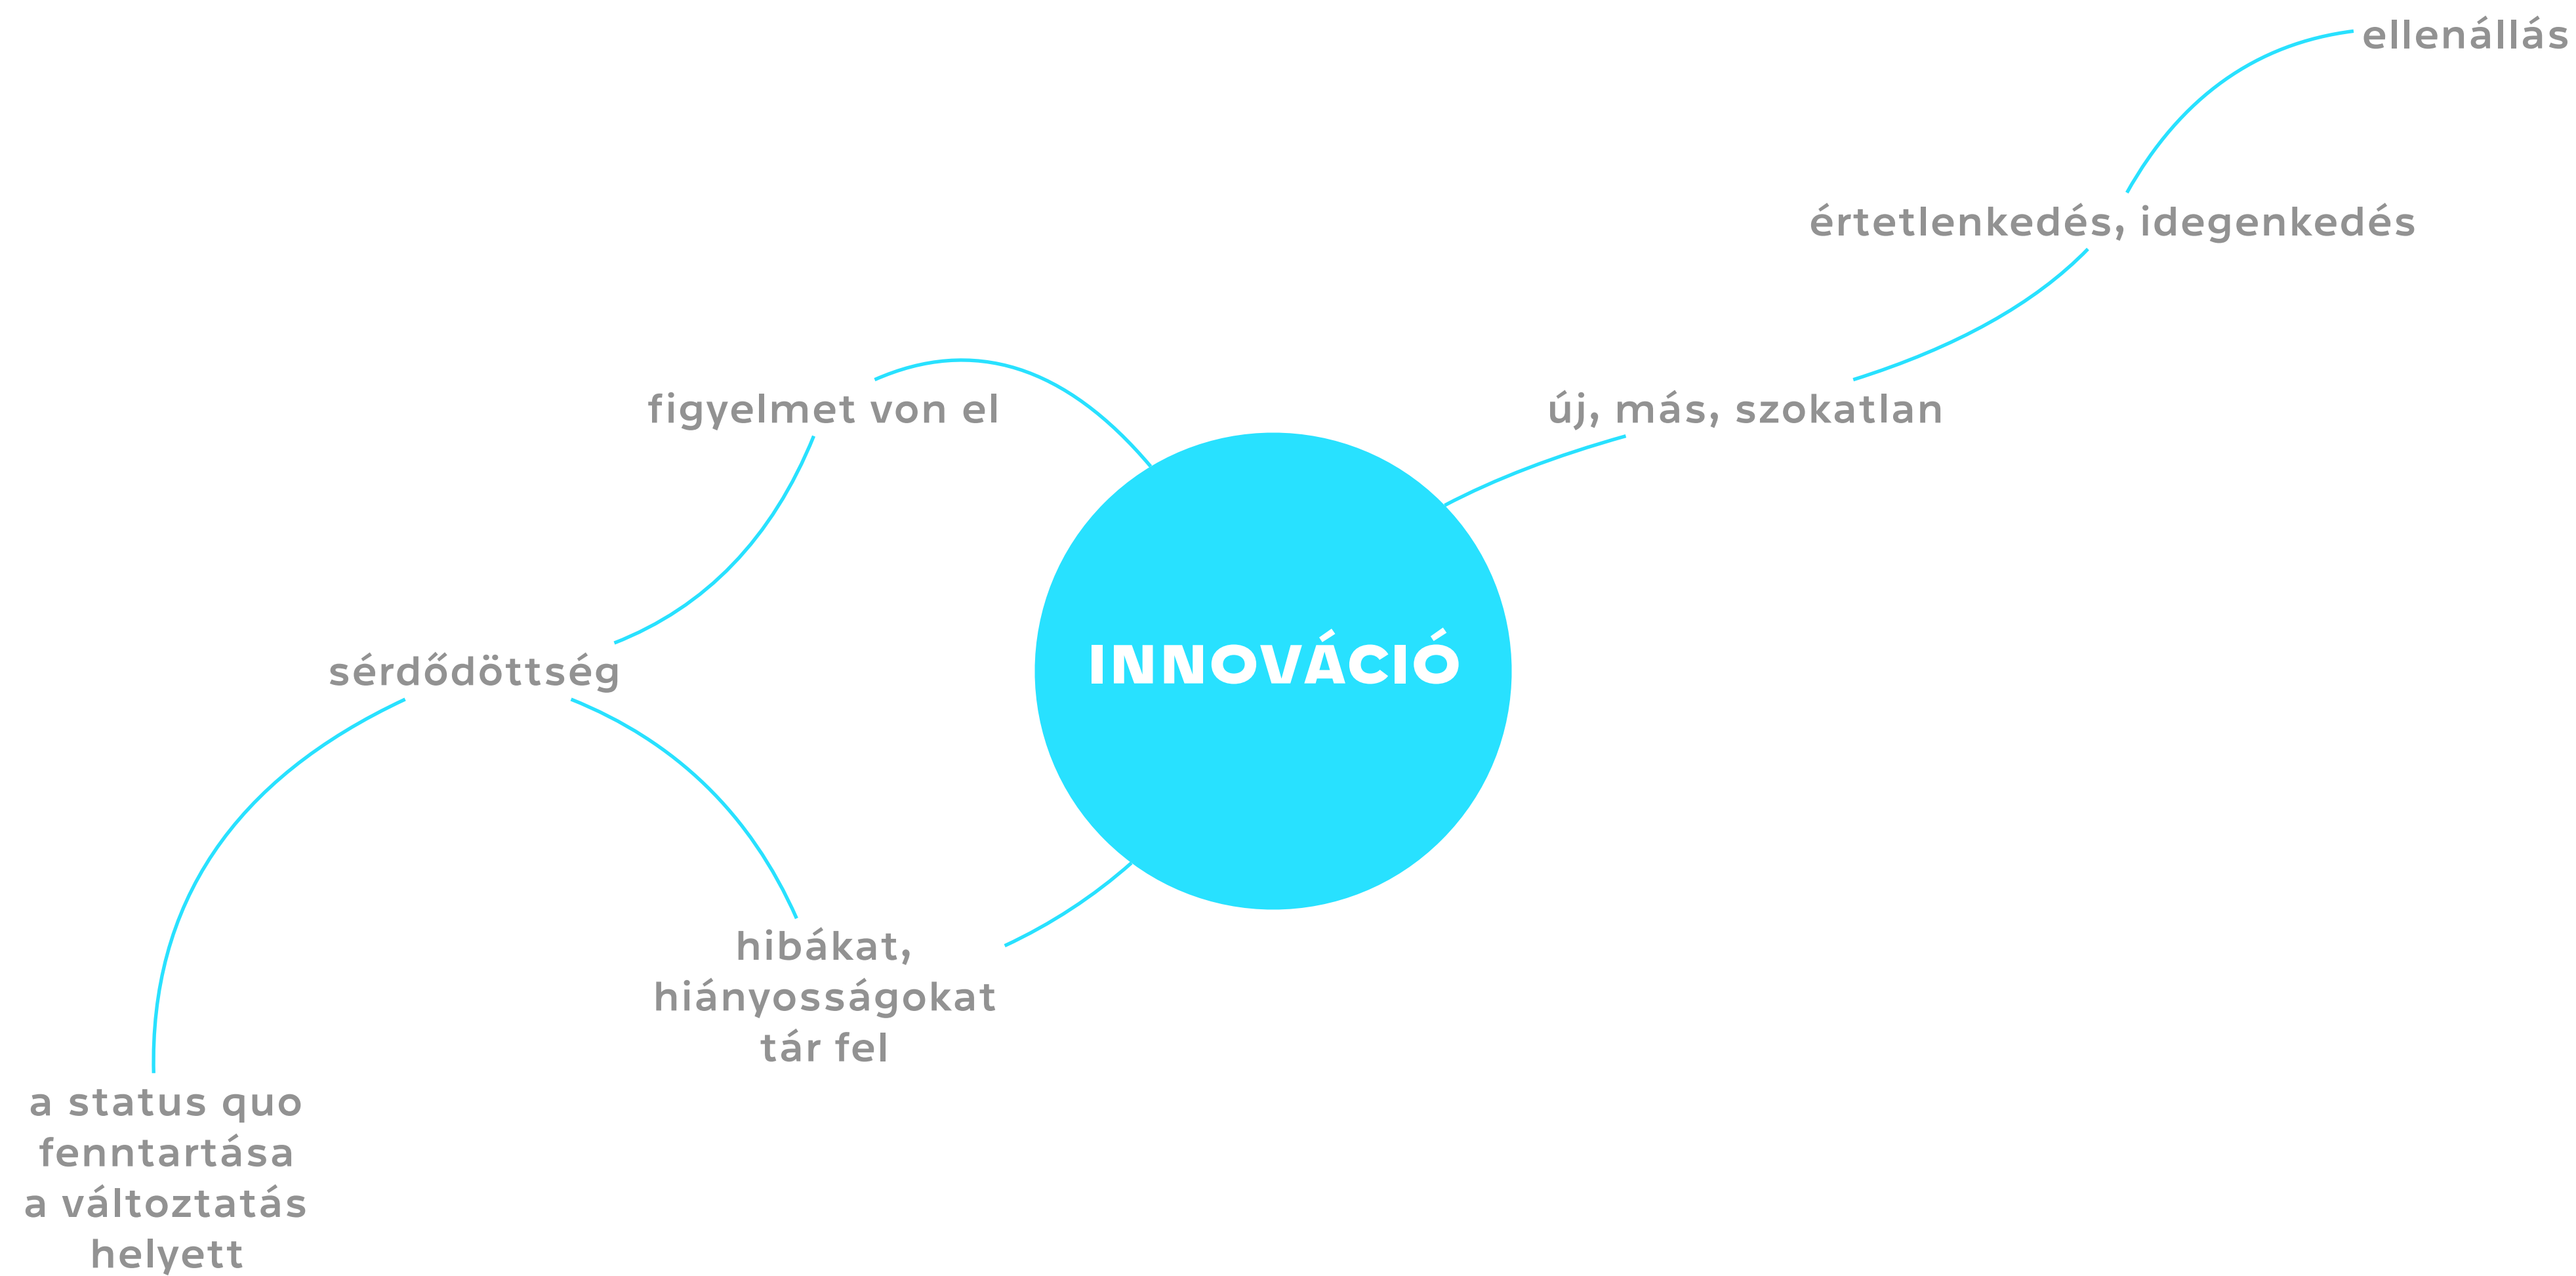 ellenállás
értetlenkedés, idegenkedés
figyelmet von el
új, más, szokatlan
INNOVÁCIÓ
sérdődöttség
hibákat,
hiányosságokat
tár fel
a status quo
fenntartása
a változtatás
helyett